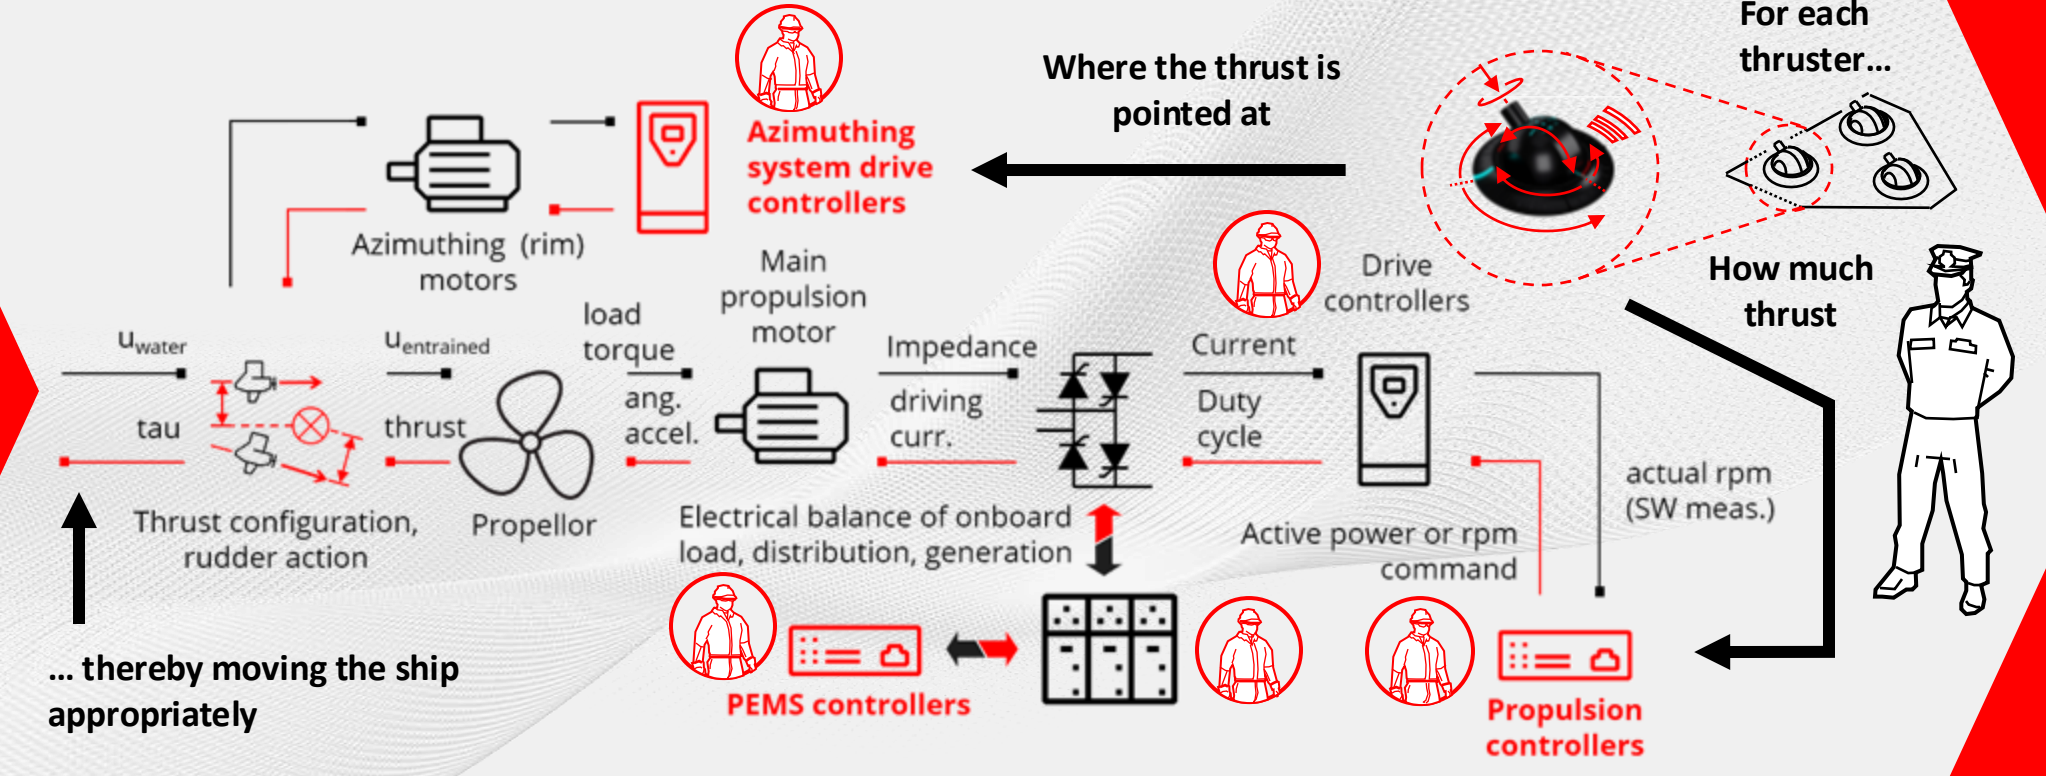 For each
thruster...
Where the thrust is
pointed at
Azimuthing
system drive
controllers
Azimuthing (rim)
motors
How much
thrust
Drive
controllers
Main
propulsion
motor
load
torque
u_water
u_entrained
Impedance
Current
tau
thrust
ang.
accel.
driving
curr.
Duty
cycle
actual rpm
(SW meas.)
Thrust configuration,
rudder action
Propellor
Electrical balance of onboard
load, distribution, generation
Active power or rpm
command
... thereby moving the ship
appropriately
PEMS controllers
Propulsion
controllers